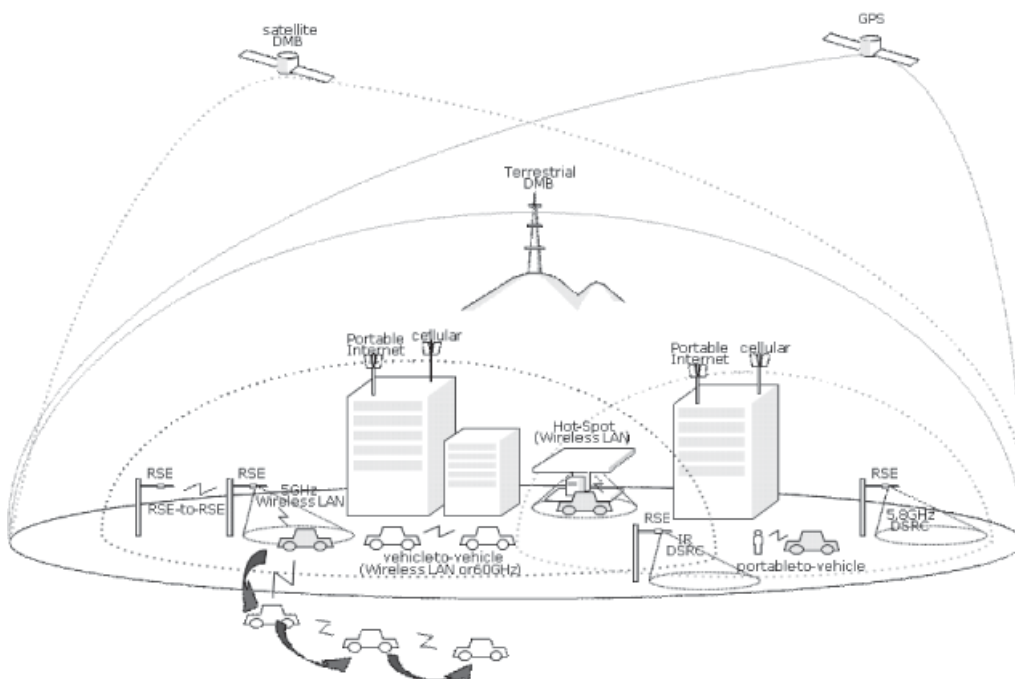 satellite
DMB
GPS
Terrestrial
DMB
Portable
Internet
cellular
Portable
Internet
cellular
Hot-Spot
(Wireless LAN)
RSE
RSE
RSE-to-RSE
5GHz
Wireless LAN
RSE
5.8GHz
DSRC
RSE
IR
DSRC
vehicleto-vehicle
(Wireless LAN or60GHz)
portableto-vehicle